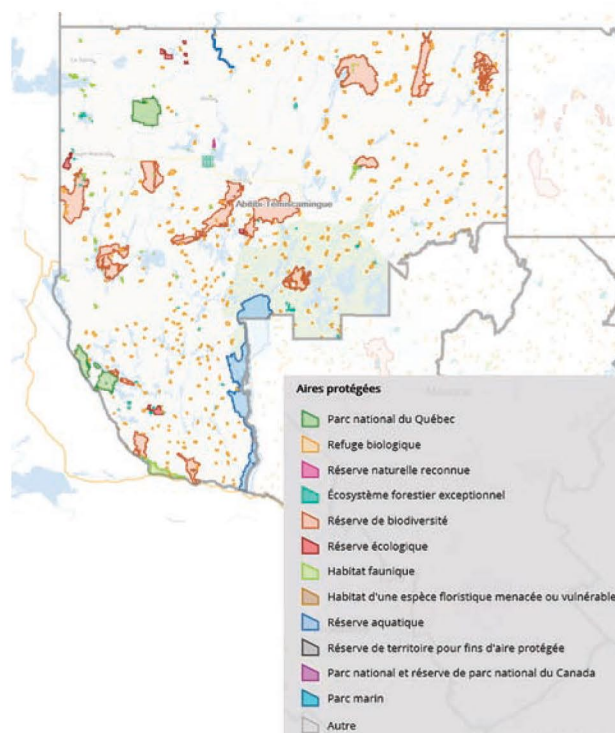 Abitibi-Témiscamingue
Aires protégées
Parc national du Québec
Refuge biologique
Réserve naturelle reconnue
Écosystème forestier exceptionnel
Réserve de biodiversité
Réserve écologique
Habitat faunique
Habitat d'une espèce floristique menacée ou vulnérable
Réserve aquatique
Réserve de territoire pour fins d'aire protégée
Parc national et réserve de parc national du Canada
Parc marin
Autre